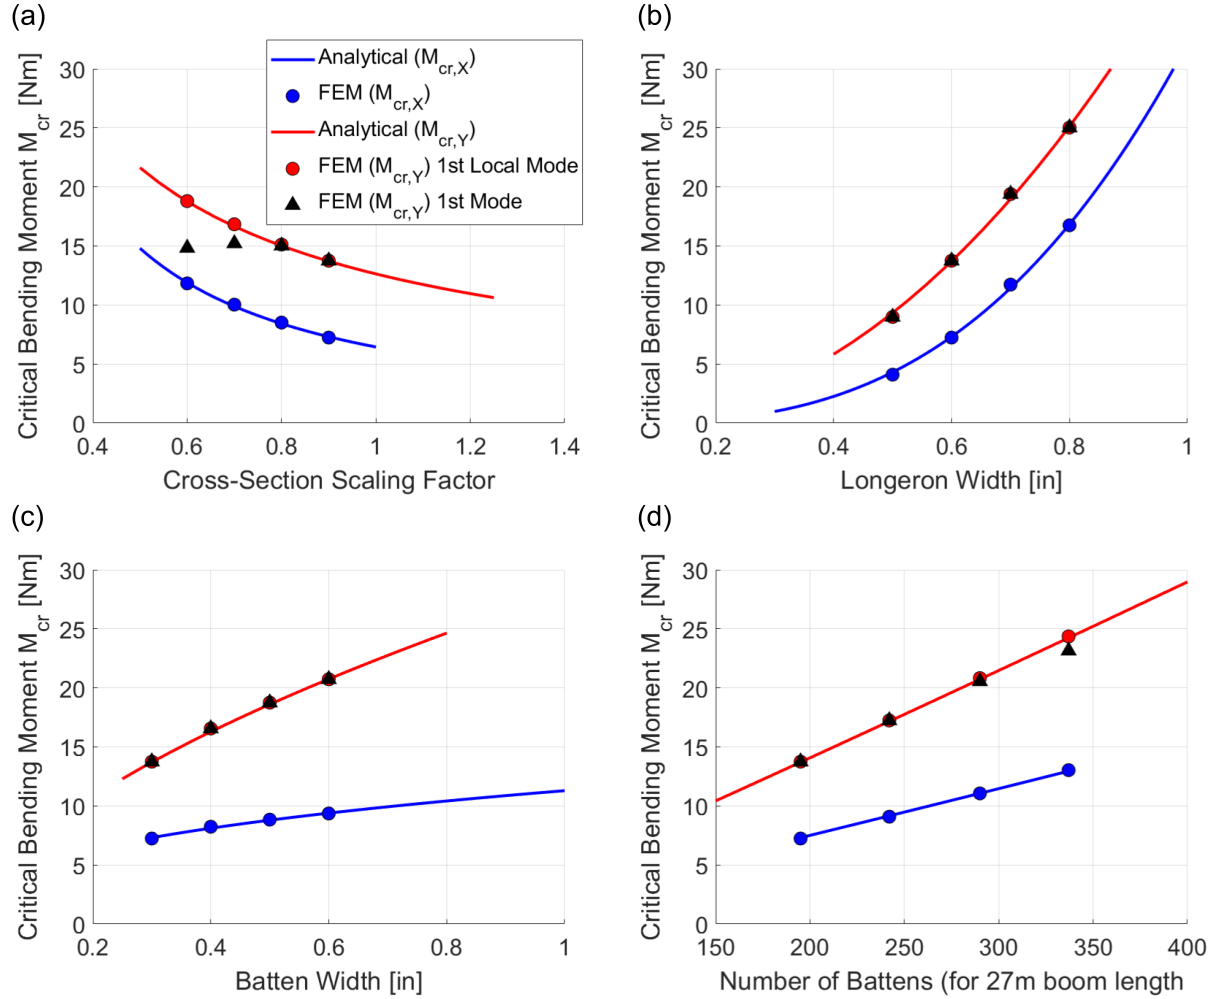 (a)
Critical Bending Moment M_cr [Nm]
30
25
20
15
10
5
0
0.4 0.6 0.8 1 1.2 1.4
Cross-Section Scaling Factor
Analytical (M_cr,X)
FEM (M_cr,X)
Analytical (M_cr,Y)
FEM (M_cr,Y) 1st Local Mode
FEM (M_cr,Y) 1st Mode
(b)
Critical Bending Moment M_cr [Nm]
30
25
20
15
10
5
0
0.2 0.4 0.6 0.8 1
Longeron Width [in]
(c)
Critical Bending Moment M_cr [Nm]
30
25
20
15
10
5
0
0.2 0.4 0.6 0.8 1
Batten Width [in]
(d)
Critical Bending Moment M_cr [Nm]
30
25
20
15
10
5
0
150 200 250 300 350 400
Number of Battens (for 27m boom length